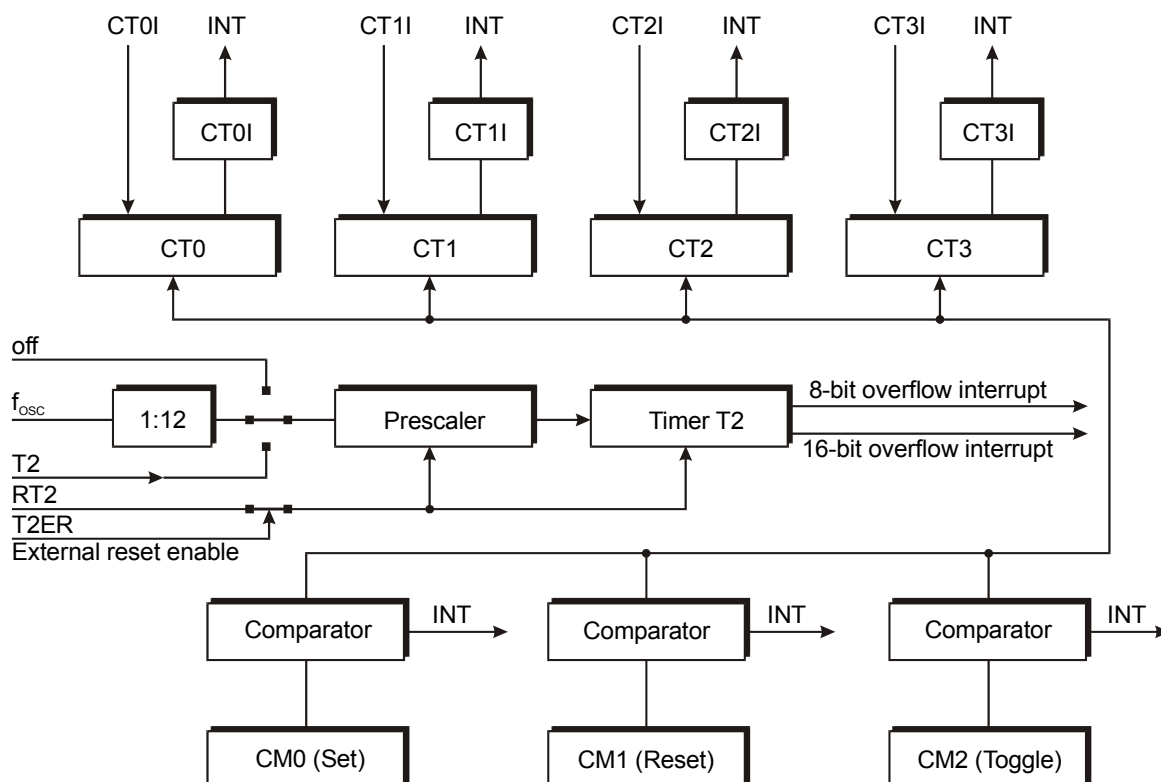 CT0I INT CT1I INT CT2I INT CT3I INT
CT0I CT1I CT2I CT3I
CT0 CT1 CT2 CT3
off
fOSC 1:12 Prescaler Timer T2 8-bit overflow interrupt
16-bit overflow interrupt
T2
RT2
T2ER
External reset enable
Comparator INT Comparator INT Comparator INT
CM0 (Set) CM1 (Reset) CM2 (Toggle)